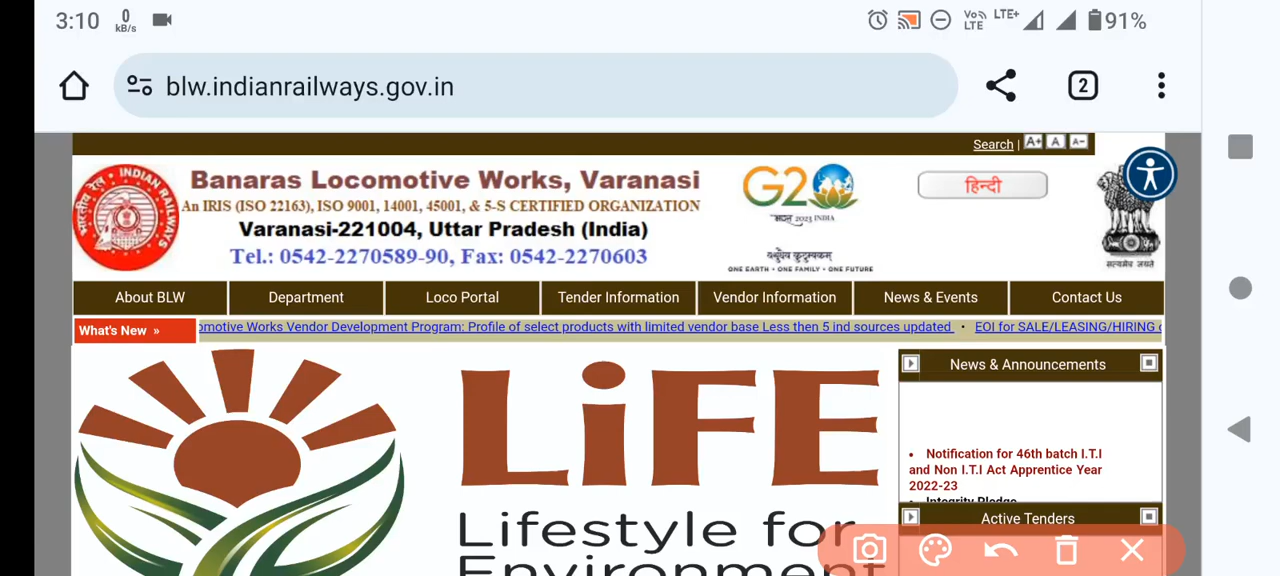 3:10 0 kB/s Vo LTE LTE+ 91%
blw.indianrailways.gov.in 2
Search | A+ A A-
INDIAN RAILWAYS
भारतीय रेल
Banaras Locomotive Works, Varanasi
An IRIS (ISO 22163), ISO 9001, 14001, 45001, & 5-S CERTIFIED ORGANIZATION
Varanasi-221004, Uttar Pradesh (India)
Tel.: 0542-2270589-90, Fax: 0542-2270603
G20
भारत 2023 INDIA
वसुधैव कुटुम्बकम्
ONE EARTH • ONE FAMILY • ONE FUTURE
हिन्दी
सत्यमेव जयते
About BLW Department Loco Portal Tender Information Vendor Information News & Events Contact Us
What's New »
omotive Works Vendor Development Program: Profile of select products with limited vendor base Less then 5 ind sources updated • EOI for SALE/LEASING/HIRING
LiFE
Lifestyle for
Environment
News & Announcements
• Notification for 46th batch I.T.I
and Non I.T.I Act Apprentice Year
2022-23
• Integrity Pledge
Active Tenders